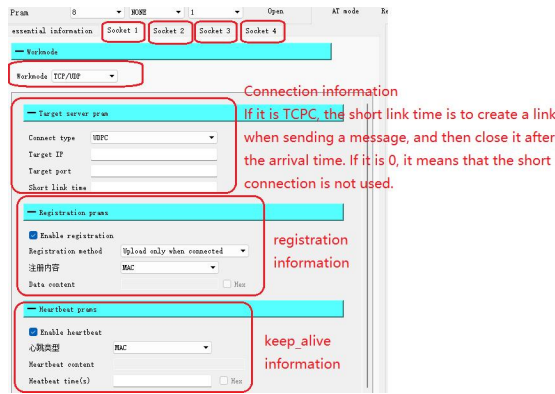 Pram 8 NONE 1 Open AT mode Re
essential information Socket 1 Socket 2 Socket 3 Socket 4
Workmode
Workmode TCP/UDP
Connection information
If it is TCPC, the short link time is to create a link
when sending a message, and then close it after
the arrival time. If it is 0, it means that the short
connection is not used.
Target server pram
Connect type UDPC
Target IP
Target port
Short link time
Registration prams
Enable registration
Registration method Upload only when connected
注册内容 MAC
Data content Hex
registration
information
Heartbeat prams
Enable heartbeat
心跳类型 MAC
Heartbeat content
Heatbeat time(s) Hex
keep_alive
information